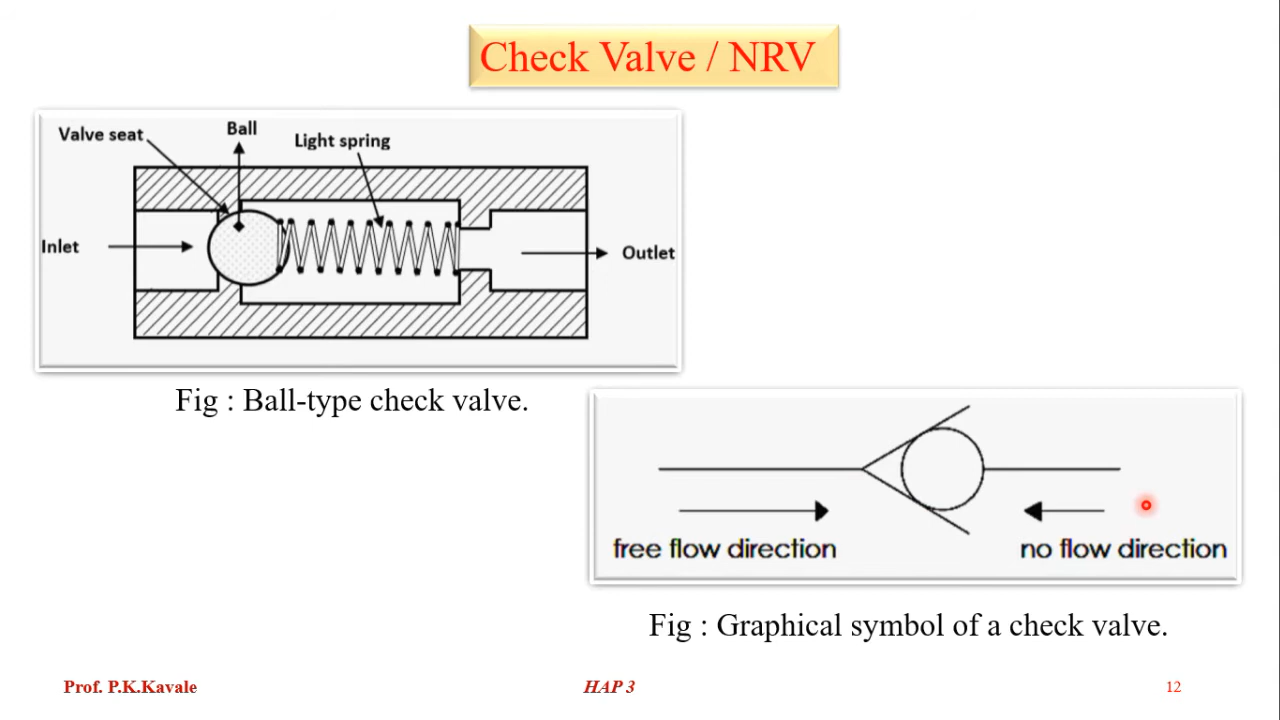 Check Valve / NRV
Valve seat
Ball
Light spring
Inlet
Outlet
Fig : Ball-type check valve.
free flow direction
no flow direction
Fig : Graphical symbol of a check valve.
Prof. P.K.Kavale
HAP 3
12